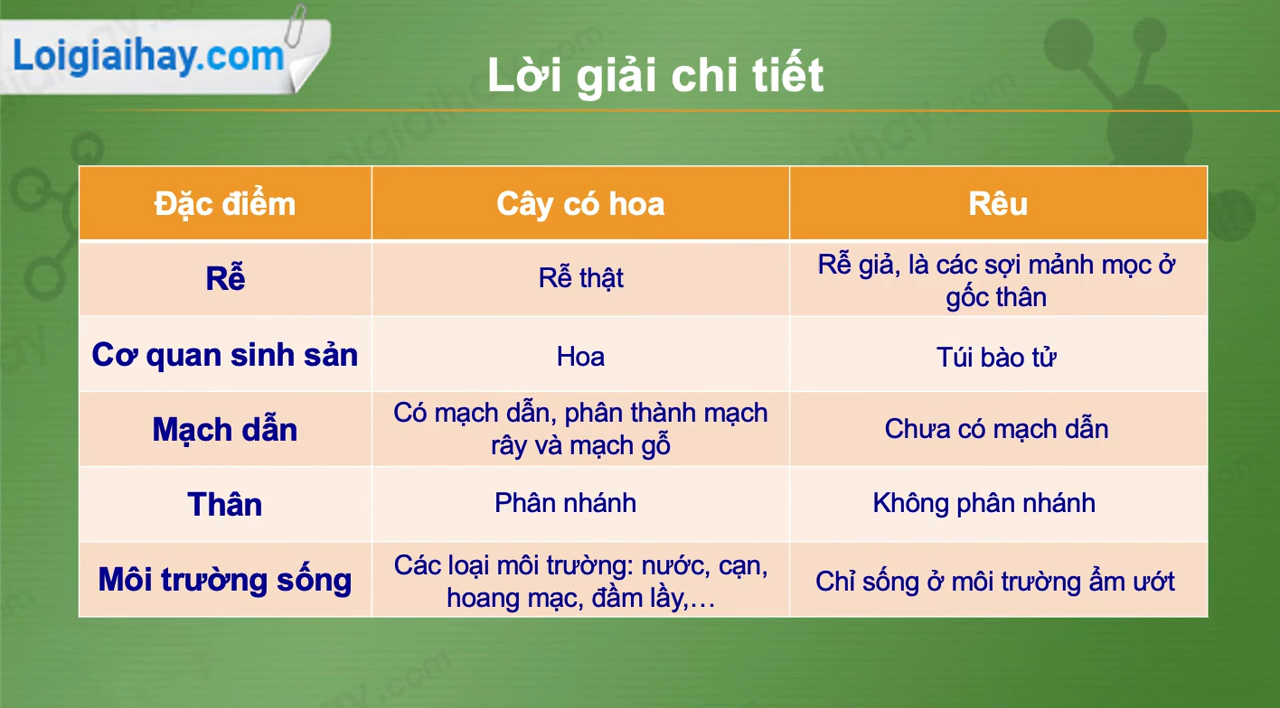 Loigiaihay.com
Lời giải chi tiết
Đặc điểm
Cây có hoa
Rêu
Rễ
Rễ thật
Rễ giả, là các sợi mảnh mọc ở
gốc thân
Cơ quan sinh sản
Hoa
Túi bào tử
Mạch dẫn
Có mạch dẫn, phân thành mạch
rây và mạch gỗ
Chưa có mạch dẫn
Thân
Phân nhánh
Không phân nhánh
Môi trường sống
Các loại môi trường: nước, cạn,
hoang mạc, đầm lầy,…
Chỉ sống ở môi trường ẩm ướt